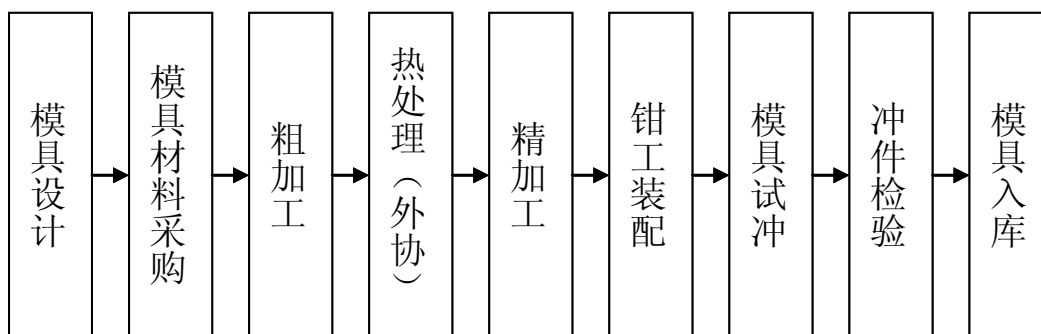 模具设计
模具材料采购
粗加工
热处理（外协）
精加工
钳工装配
模具试冲
冲件检验
模具入库